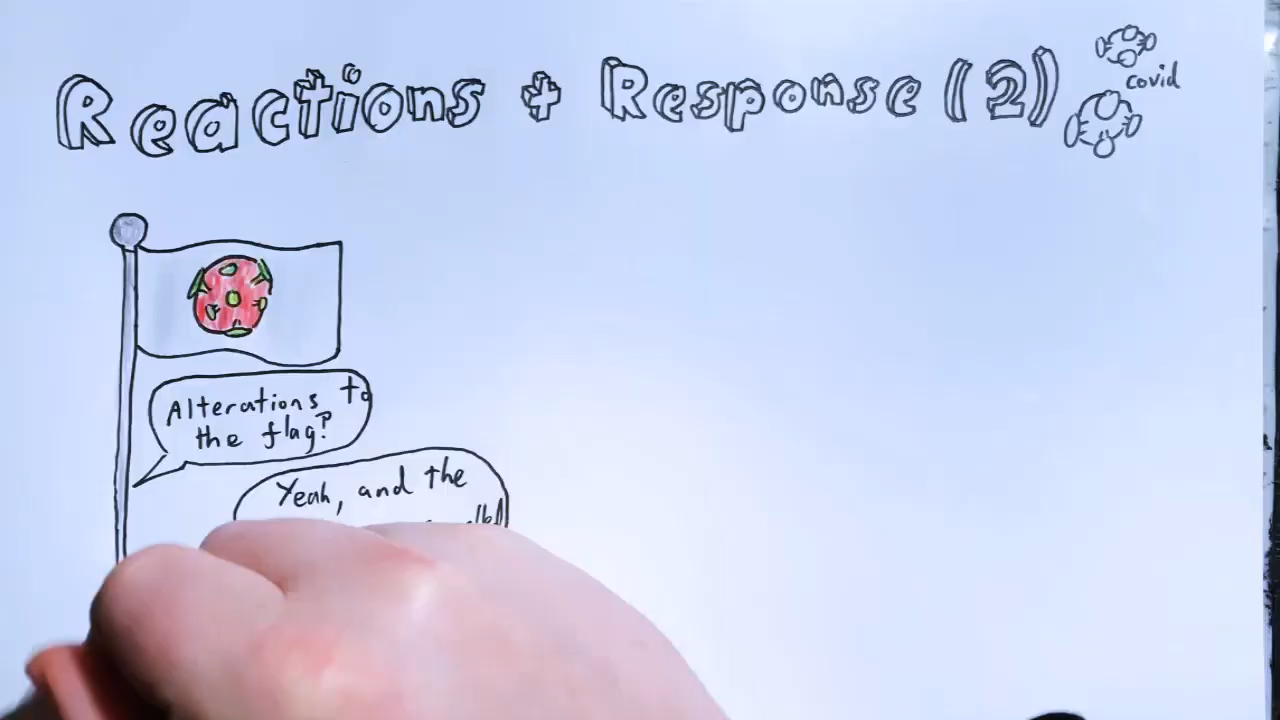 Reactions + Response (2)
covid
Alterations to
the flag?
Yeah, and the